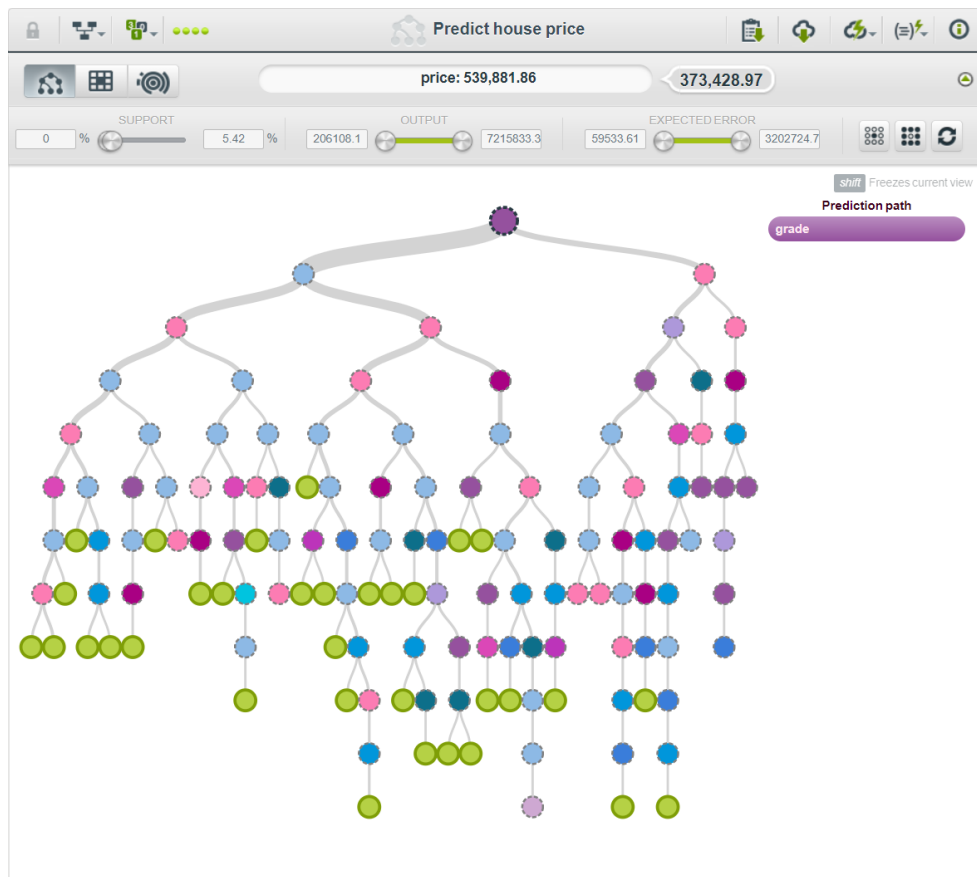 Predict house price
(=)
price: 539,881.86
373,428.97
SUPPORT
OUTPUT
EXPECTED ERROR
0 %
5.42 %
206108.1
7215833.3
59533.61
3202724.7
shift Freezes current view
Prediction path
grade